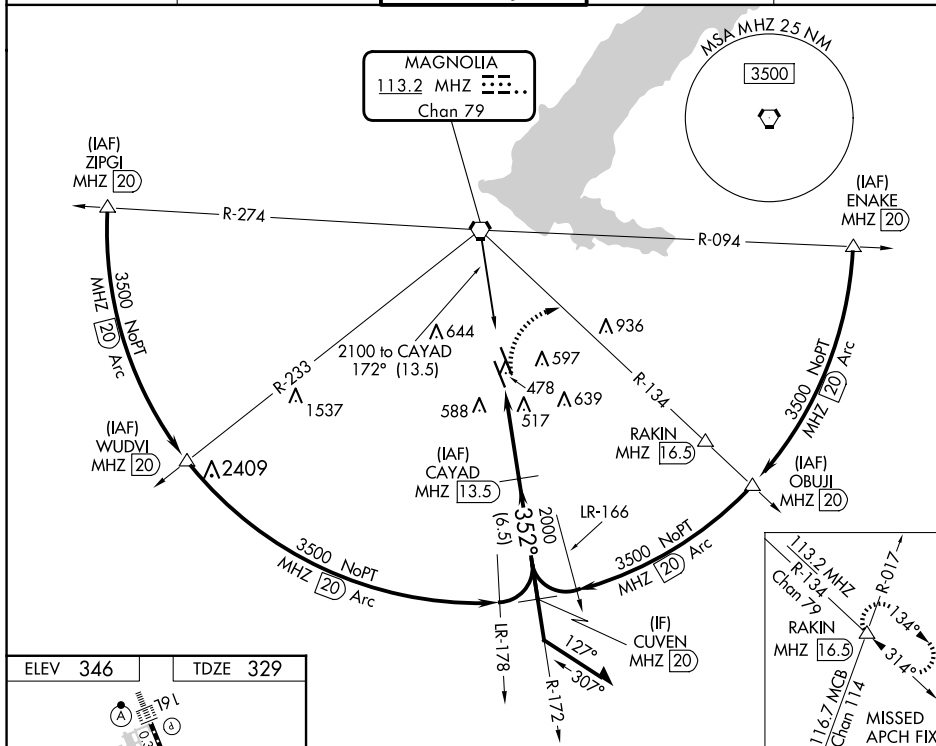 MAGNOLIA
113.2 MHZ
Chan 79
MSA MHZ 25 NM
3500
(IAF)
ZIPGI
MHZ 20
(IAF)
ENAKE
MHZ 20
R-274
R-094
3500 NoPT
MHZ 20 Arc
3500 NoPT
MHZ 20 Arc
644
936
2100 to CAYAD
172° (13.5)
597
R-233
R-134
478
1537
588
517
639
(IAF)
WUDVI
MHZ 20
2409
RAKIN
MHZ 16.5
(IAF)
CAYAD
MHZ 13.5
(IAF)
OBUJI
MHZ 20
352°
2000
(6.5)
LR-166
3500 NoPT
MHZ 20 Arc
3500 NoPT
MHZ 20 Arc
(IF)
CUVEN
MHZ 20
LR-178
127°
307°
R-172
113.2 MHZ
R-134
Chan 79
R-017
134°
RAKIN
MHZ 16.5
314°
116.7 MCB
Chan 114
MISSED
APCH FIX
ELEV 346
TDZE 329
16L
A
P